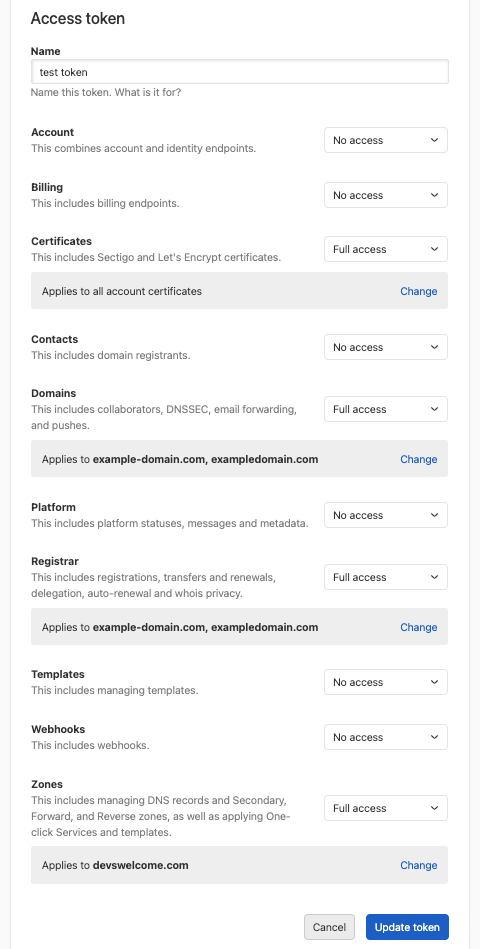 Access token
Name
test token
Name this token. What is it for?
Account
This combines account and identity endpoints.
No access
Billing
This includes billing endpoints.
No access
Certificates
This includes Sectigo and Let's Encrypt certificates.
Full access
Applies to all account certificates
Change
Contacts
This includes domain registrants.
No access
Domains
This includes collaborators, DNSSEC, email forwarding,
and pushes.
Full access
Applies to example-domain.com, exampledomain.com
Change
Platform
This includes platform statuses, messages and metadata.
No access
Registrar
This includes registrations, transfers and renewals,
delegation, auto-renewal and whois privacy.
Full access
Applies to example-domain.com, exampledomain.com
Change
Templates
This includes managing templates.
No access
Webhooks
This includes webhooks.
No access
Zones
This includes managing DNS records and Secondary,
Forward, and Reverse zones, as well as applying One-
click Services and templates.
Full access
Applies to devswelcome.com
Change
Cancel
Update token